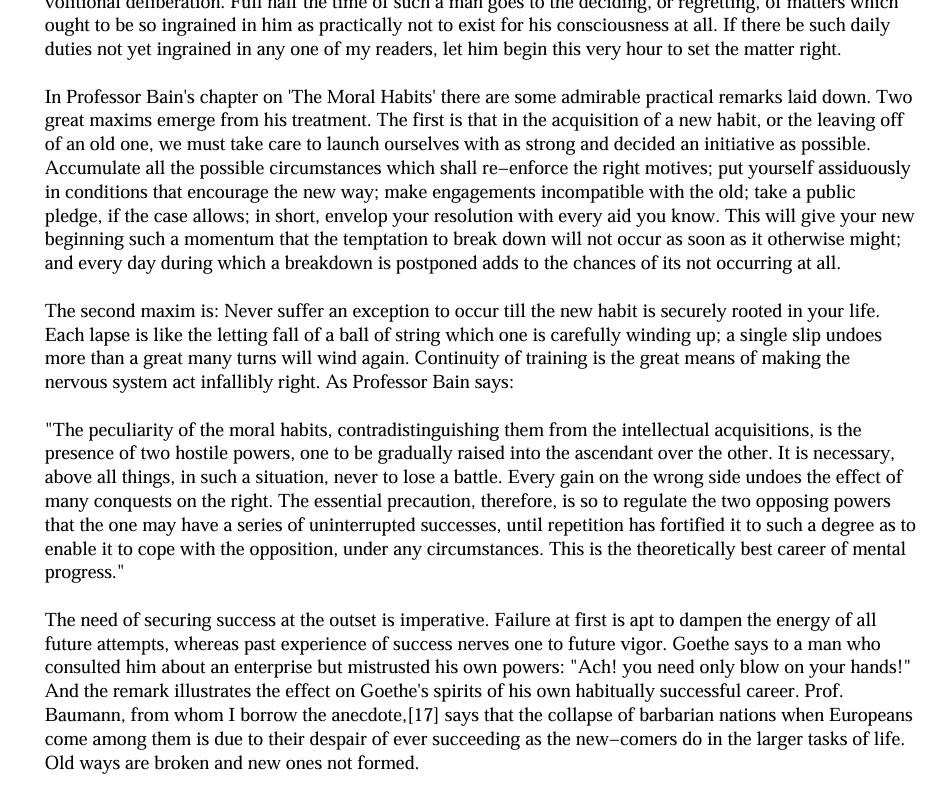 volitional deliberation. Full half the time of such a man goes to the deciding, or regretting, of matters which
ought to be so ingrained in him as practically not to exist for his consciousness at all. If there be such daily
duties not yet ingrained in any one of my readers, let him begin this very hour to set the matter right.
In Professor Bain's chapter on 'The Moral Habits' there are some admirable practical remarks laid down. Two
great maxims emerge from his treatment. The first is that in the acquisition of a new habit, or the leaving off
of an old one, we must take care to launch ourselves with as strong and decided an initiative as possible.
Accumulate all the possible circumstances which shall re−enforce the right motives; put yourself assiduously
in conditions that encourage the new way; make engagements incompatible with the old; take a public
pledge, if the case allows; in short, envelop your resolution with every aid you know. This will give your new
beginning such a momentum that the temptation to break down will not occur as soon as it otherwise might;
and every day during which a breakdown is postponed adds to the chances of its not occurring at all.
The second maxim is: Never suffer an exception to occur till the new habit is securely rooted in your life.
Each lapse is like the letting fall of a ball of string which one is carefully winding up; a single slip undoes
more than a great many turns will wind again. Continuity of training is the great means of making the
nervous system act infallibly right. As Professor Bain says:
"The peculiarity of the moral habits, contradistinguishing them from the intellectual acquisitions, is the
presence of two hostile powers, one to be gradually raised into the ascendant over the other. It is necessary,
above all things, in such a situation, never to lose a battle. Every gain on the wrong side undoes the effect of
many conquests on the right. The essential precaution, therefore, is so to regulate the two opposing powers
that the one may have a series of uninterrupted successes, until repetition has fortified it to such a degree as to
enable it to cope with the opposition, under any circumstances. This is the theoretically best career of mental
progress."
The need of securing success at the outset is imperative. Failure at first is apt to dampen the energy of all
future attempts, whereas past experience of success nerves one to future vigor. Goethe says to a man who
consulted him about an enterprise but mistrusted his own powers: "Ach! you need only blow on your hands!"
And the remark illustrates the effect on Goethe's spirits of his own habitually successful career. Prof.
Baumann, from whom I borrow the anecdote,[17] says that the collapse of barbarian nations when Europeans
come among them is due to their despair of ever succeeding as the new−comers do in the larger tasks of life.
Old ways are broken and new ones not formed.